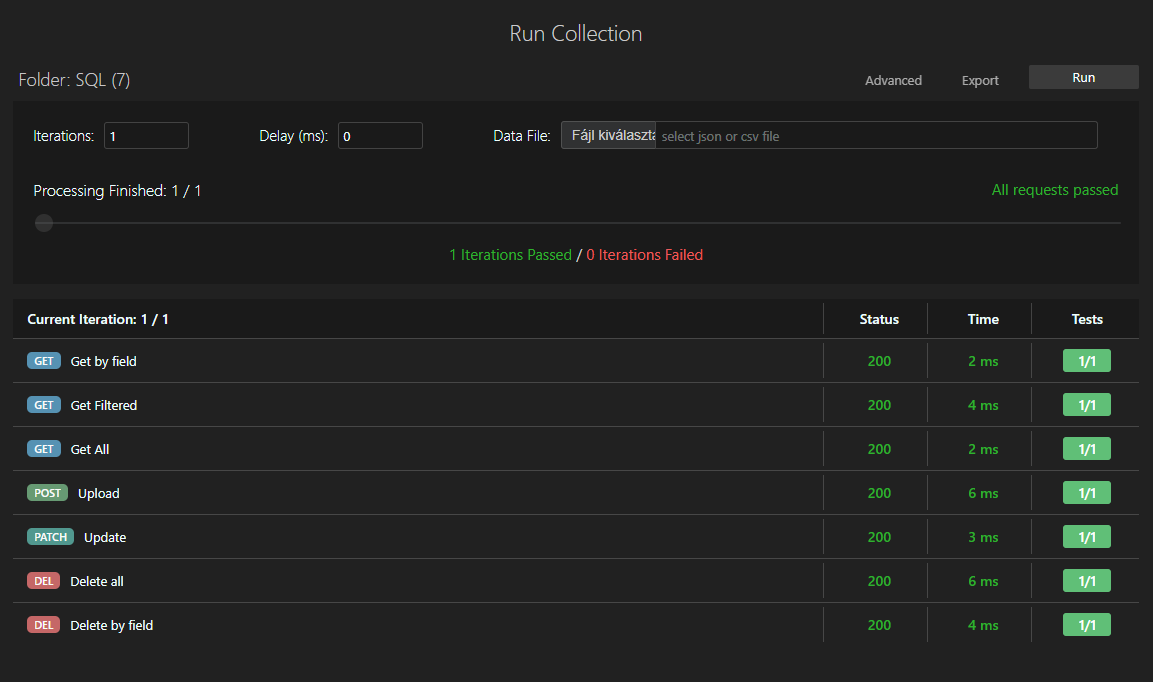 Run Collection
Folder: SQL (7) Advanced Export Run
Iterations: 1 Delay (ms): 0 Data File: Fájl kiválaszta select json or csv file
Processing Finished: 1 / 1 All requests passed
1 Iterations Passed / 0 Iterations Failed
Current Iteration: 1 / 1 Status Time Tests
GET Get by field 200 2 ms 1/1
GET Get Filtered 200 4 ms 1/1
GET Get All 200 2 ms 1/1
POST Upload 200 6 ms 1/1
PATCH Update 200 3 ms 1/1
DEL Delete all 200 6 ms 1/1
DEL Delete by field 200 4 ms 1/1